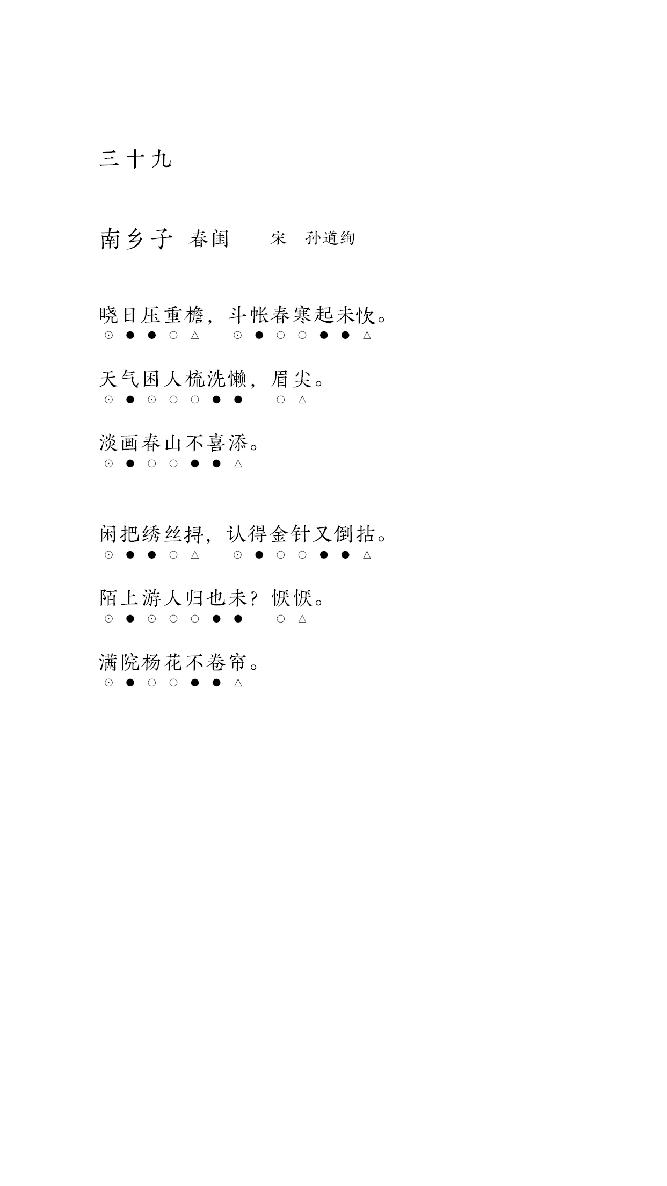 三十九
南乡子 春闺 宋 孙道绚
晓日压重檐，斗帐春寒起未忺。
天气困人梳洗懒，眉尖。
淡画春山不喜添。
闲把绣丝挦，认得金针又倒拈。
陌上游人归也未？恹恹。
满院杨花不卷帘。